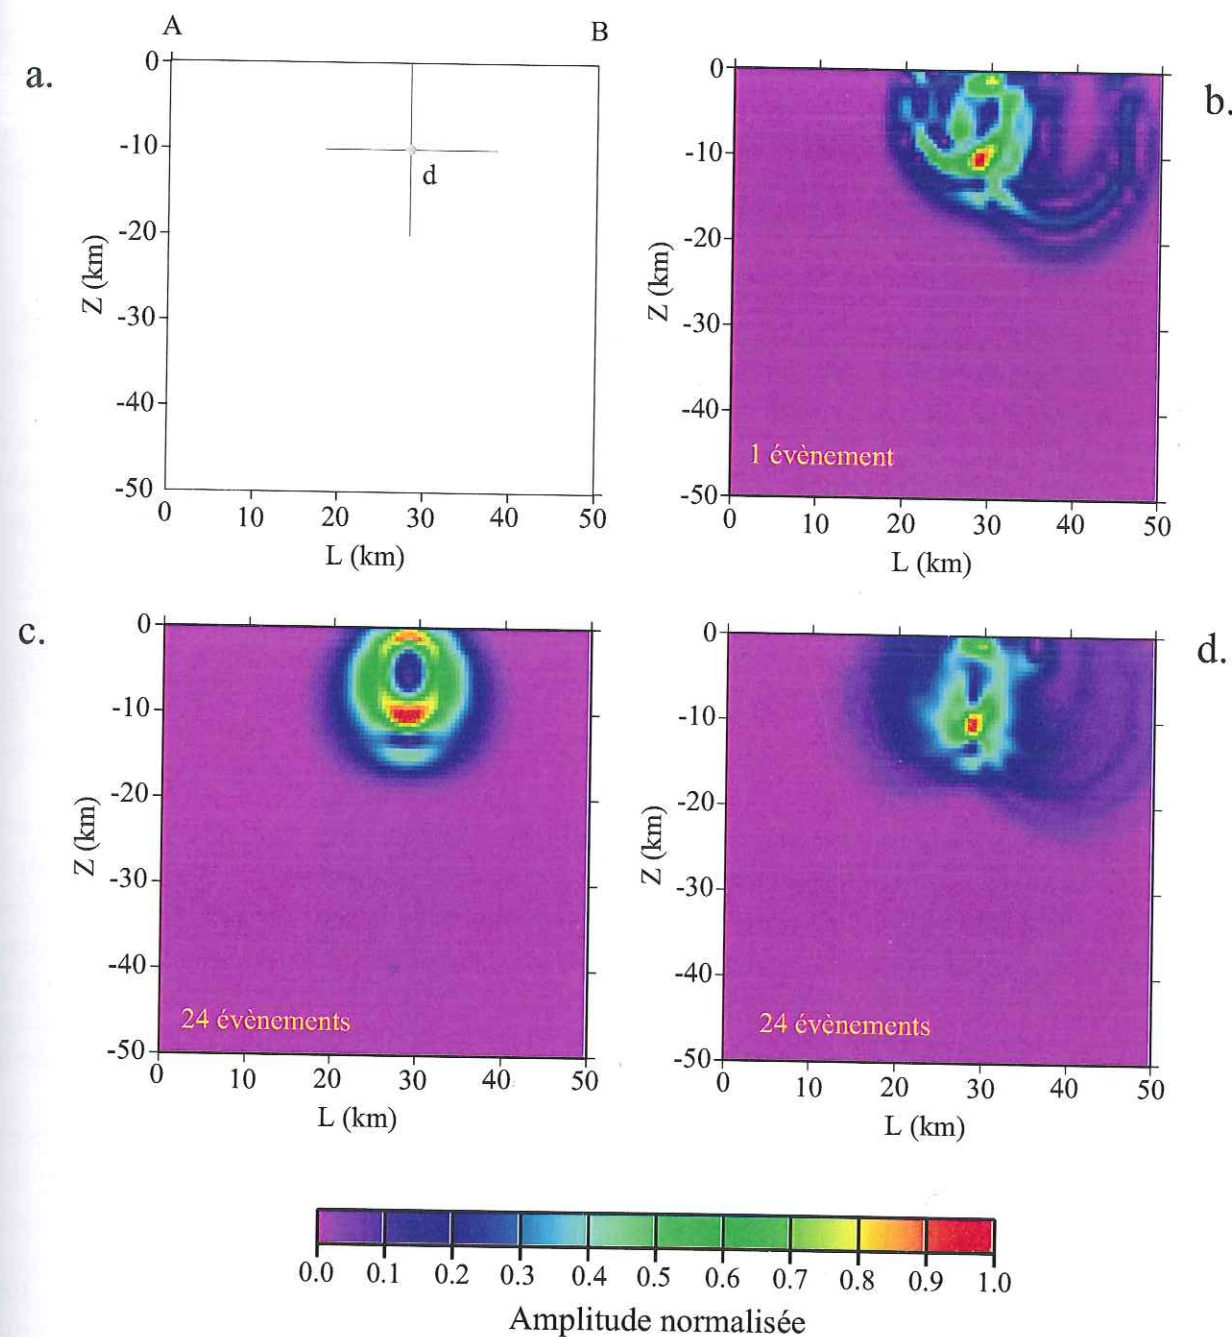 A
B
a.
0
-10
-20
-30
-40
-50
Z (km)
d
0 10 20 30 40 50
L (km)
b.
0
-10
-20
-30
-40
-50
Z (km)
1 évènement
0 10 20 30 40 50
L (km)
c.
0
-10
-20
-30
-40
-50
Z (km)
24 évènements
0 10 20 30 40 50
L (km)
d.
0
-10
-20
-30
-40
-50
Z (km)
24 évènements
0 10 20 30 40 50
L (km)
0.0 0.1 0.2 0.3 0.4 0.5 0.6 0.7 0.8 0.9 1.0
Amplitude normalisée